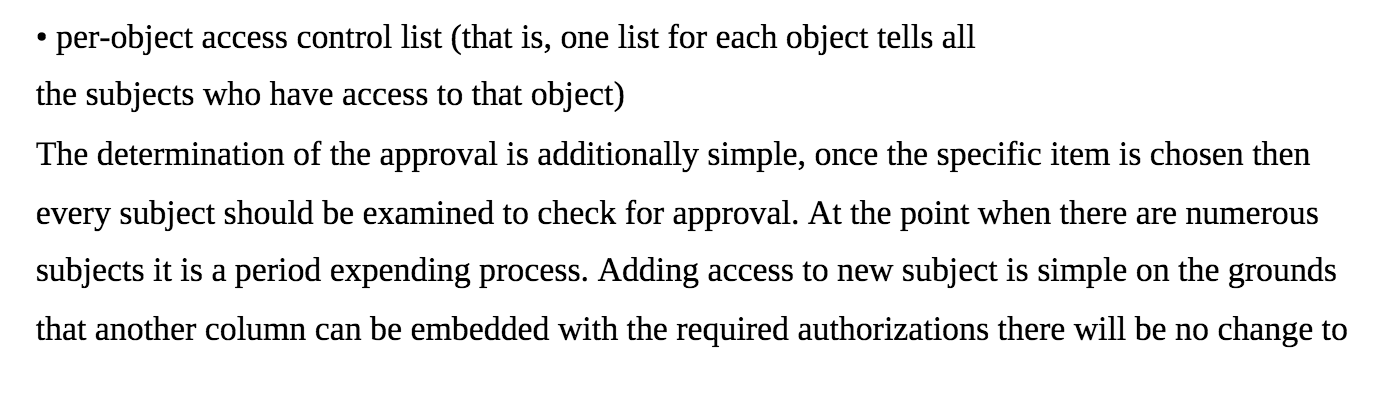 • per-object access control list (that is, one list for each object tells all
the subjects who have access to that object)
The determination of the approval is additionally simple, once the specific item is chosen then
every subject should be examined to check for approval. At the point when there are numerous
subjects it is a period expending process. Adding access to new subject is simple on the grounds
that another column can be embedded with the required authorizations there will be no change to